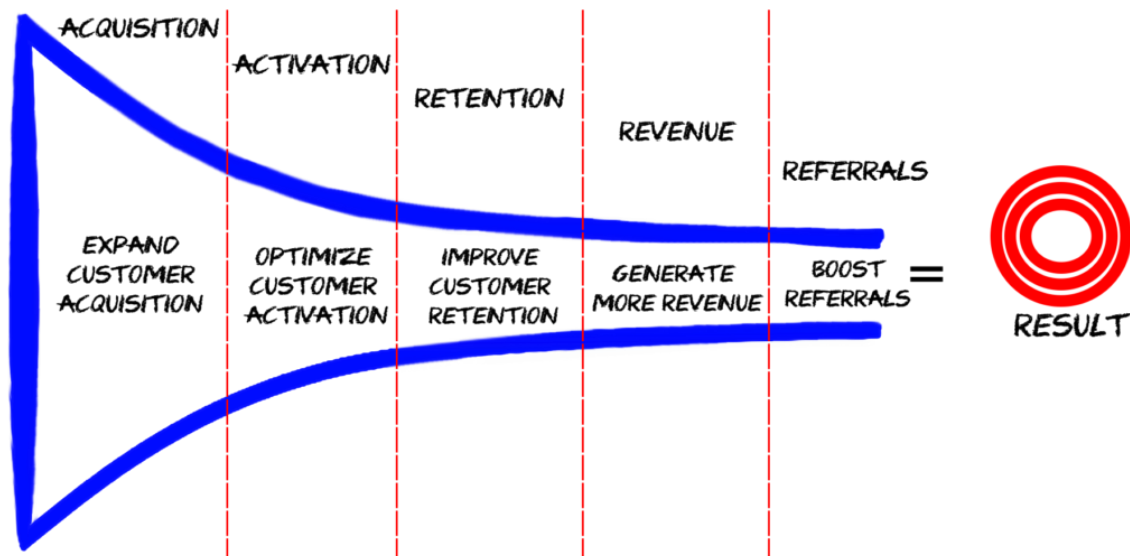 ACQUISITION
ACTIVATION
RETENTION
REVENUE
REFERRALS
EXPAND
CUSTOMER
ACQUISITION
OPTIMIZE
CUSTOMER
ACTIVATION
IMPROVE
CUSTOMER
RETENTION
GENERATE
MORE REVENUE
BOOST
REFERRALS
=
RESULT